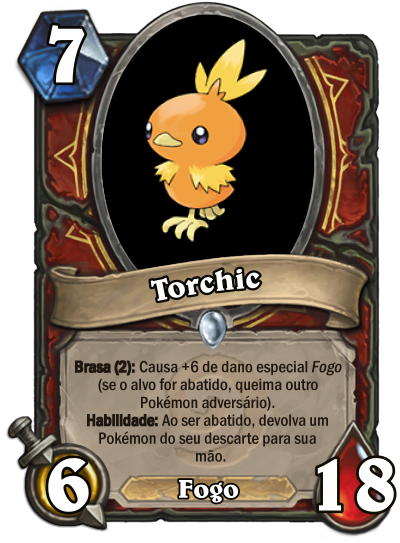 7
Torchic
Brasa (2): Causa +6 de dano especial Fogo
(se o alvo for abatido, queima outro
Pokémon adversário).
Habilidade: Ao ser abatido, devolva um
Pokémon do seu descarte para sua
mão.
6
Fogo
18